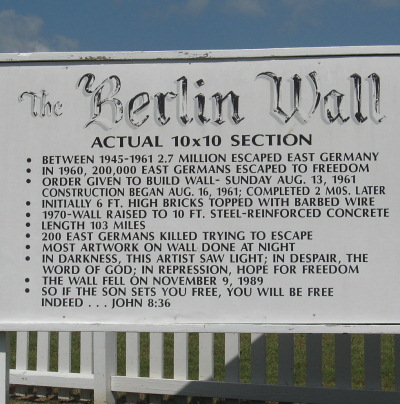 The Berlin Wall
ACTUAL 10x10 SECTION
• BETWEEN 1945-1961 2.7 MILLION ESCAPED EAST GERMANY
• IN 1960, 200,000 EAST GERMANS ESCAPED TO FREEDOM
• ORDER GIVEN TO BUILD WALL- SUNDAY AUG. 13, 1961
CONSTRUCTION BEGAN AUG. 16, 1961; COMPLETED 2 MOS. LATER
• INITIALLY 6 FT. HIGH BRICKS TOPPED WITH BARBED WIRE
• 1970-WALL RAISED TO 10 FT. STEEL-REINFORCED CONCRETE
• LENGTH 103 MILES
• 200 EAST GERMANS KILLED TRYING TO ESCAPE
• MOST ARTWORK ON WALL DONE AT NIGHT
• IN DARKNESS, THIS ARTIST SAW LIGHT; IN DESPAIR, THE
WORD OF GOD; IN REPRESSION, HOPE FOR FREEDOM
• THE WALL FELL ON NOVEMBER 9, 1989
• SO IF THE SON SETS YOU FREE, YOU WILL BE FREE
INDEED . . . JOHN 8:36